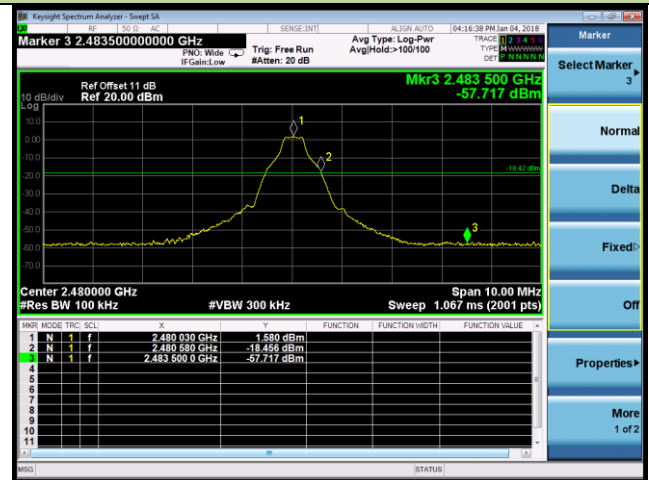 Keysight Spectrum Analyzer - Swept SA
RF 50 Ω AC SENSE:INT ALIGN AUTO 04:16:38 PM Jan 04, 2018
Marker 3 2.483500000000 GHz
PNO: Wide
IFGain:Low
Trig: Free Run
#Atten: 20 dB
Avg Type: Log-Pwr
Avg|Hold:>100/100
TRACE 1 2 3 4 5 6
TYPE MWWWWW
DET P NNNNN
Mkr3 2.483 500 GHz
-57.717 dBm
Ref Offset 11 dB
Ref 20.00 dBm
10 dB/div
Log
10.0
0.00
-10.0
-20.0
-30.0
-40.0
-50.0
-60.0
-70.0
1
2
3
-18.42 dBm
Center 2.480000 GHz Span 10.00 MHz
#Res BW 100 kHz #VBW 300 kHz Sweep 1.067 ms (2001 pts)
MKR MODE TRC SCL X Y FUNCTION FUNCTION WIDTH FUNCTION VALUE
1 N 1 f 2.480 030 GHz 1.580 dBm
2 N 1 f 2.480 580 GHz -18.456 dBm
3 N 1 f 2.483 500 0 GHz -57.717 dBm
4
5
6
7
8
9
10
11
MSG STATUS
Marker
Select Marker
3
Normal
Delta
Fixed
Off
Properties
More
1 of 2